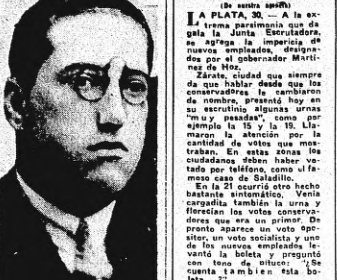 (De nuestra agencia)
LA PLATA, 30. — A la ex-
trema parsimonia que da
gala la Junta Escrutadora,
se agrega la impericia de
nuevos empleados, designa-
dos por el gobernador Martí-
nez de Hoz.
Zárate, ciudad que siempre
da que hablar desde que los
conservadores le cambiaron
de nombre, presentó hoy en
su escrutinio algunas urnas
"muy pesadas", como por
ejemplo la 15 y la 19. Lla-
maron la atención por la
cantidad de votos que mos-
traban. En estas zonas los
ciudadanos deben haber vo-
tado por teléfono, como el fa-
moso caso de Saladillo.
En la 21 ocurrió otro hecho
bastante sintomático. Venía
cargadita también la urna y
florecían los votos conserva-
dores que era un primor. De
pronto aparece un voto opo-
sitor, un voto socialista y uno
de los nuevos empleados le-
vantó la boleta y preguntó
con tono de pituco: "¿Se
cuenta también esta bo-